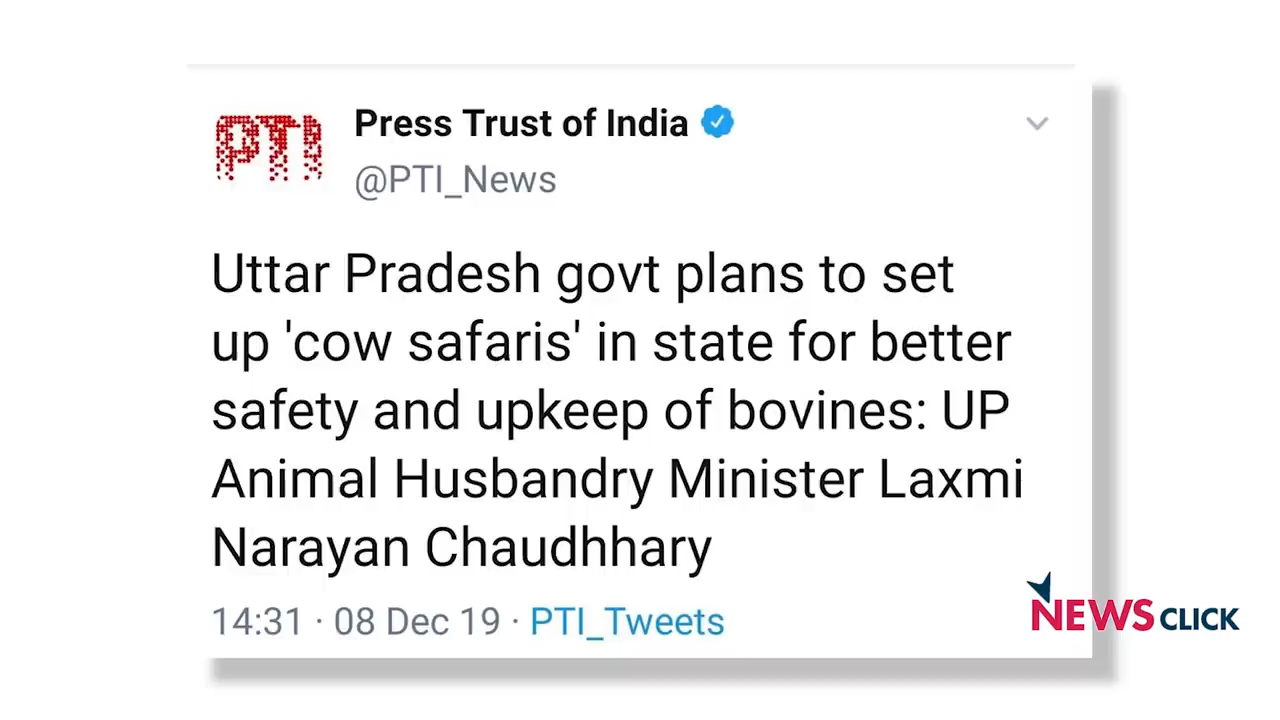 PTI
Press Trust of India
@PTI_News
Uttar Pradesh govt plans to set
up 'cow safaris' in state for better
safety and upkeep of bovines: UP
Animal Husbandry Minister Laxmi
Narayan Chaudhhary
14:31 · 08 Dec 19 · PTI_Tweets
NEWSCLICK